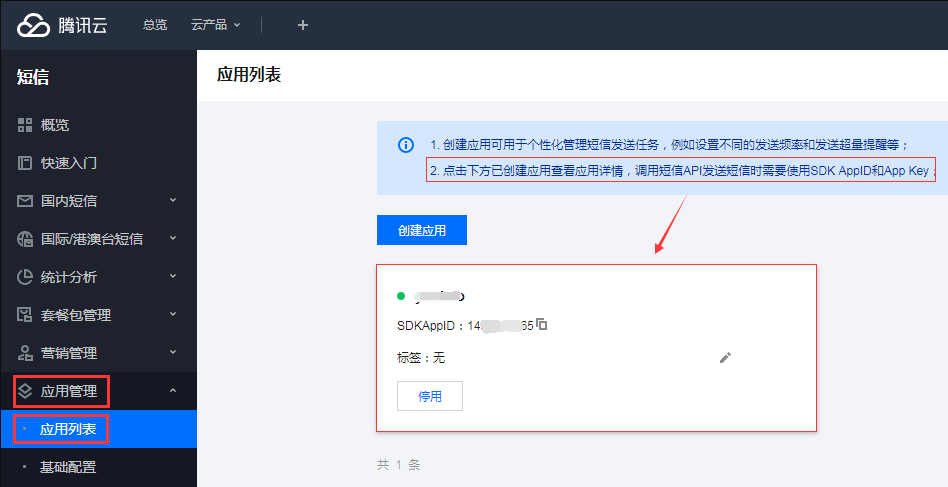 腾讯云 总览 云产品 +
短信
概览
快速入门
国内短信
国际/港澳台短信
统计分析
套餐包管理
营销管理
应用管理
应用列表
基础配置
应用列表
1. 创建应用可用于个性化管理短信发送任务，例如设置不同的发送频率和发送超量提醒等；
2. 点击下方已创建应用查看应用详情，调用短信API发送短信时需要使用SDK AppID和App Key；
创建应用
SDKAppID：14 65
标签：无
停用
共 1 条